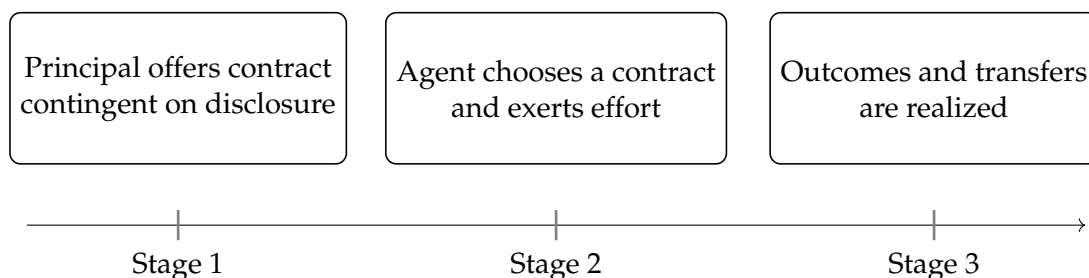 Principal offers contract
contingent on disclosure
Agent chooses a contract
and exerts effort
Outcomes and transfers
are realized
Stage 1
Stage 2
Stage 3